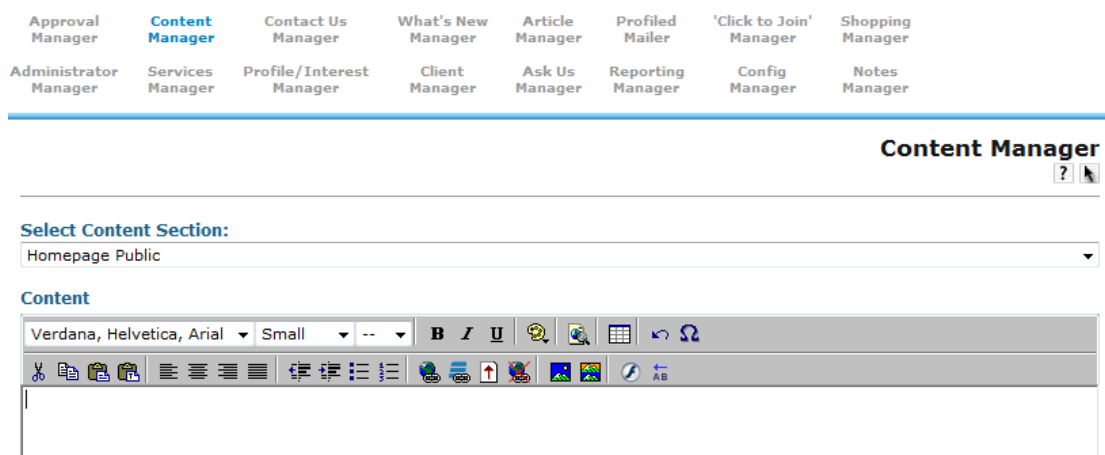 Approval Content Contact Us What's New Article Profiled 'Click to Join' Shopping
Manager Manager Manager Manager Manager Mailer Manager Manager
Administrator Services Profile/Interest Client Ask Us Reporting Config Notes
Manager Manager Manager Manager Manager Manager Manager Manager
Content Manager
?
Select Content Section:
Homepage Public
Content
Verdana, Helvetica, Arial Small -- B I U Ω
AB